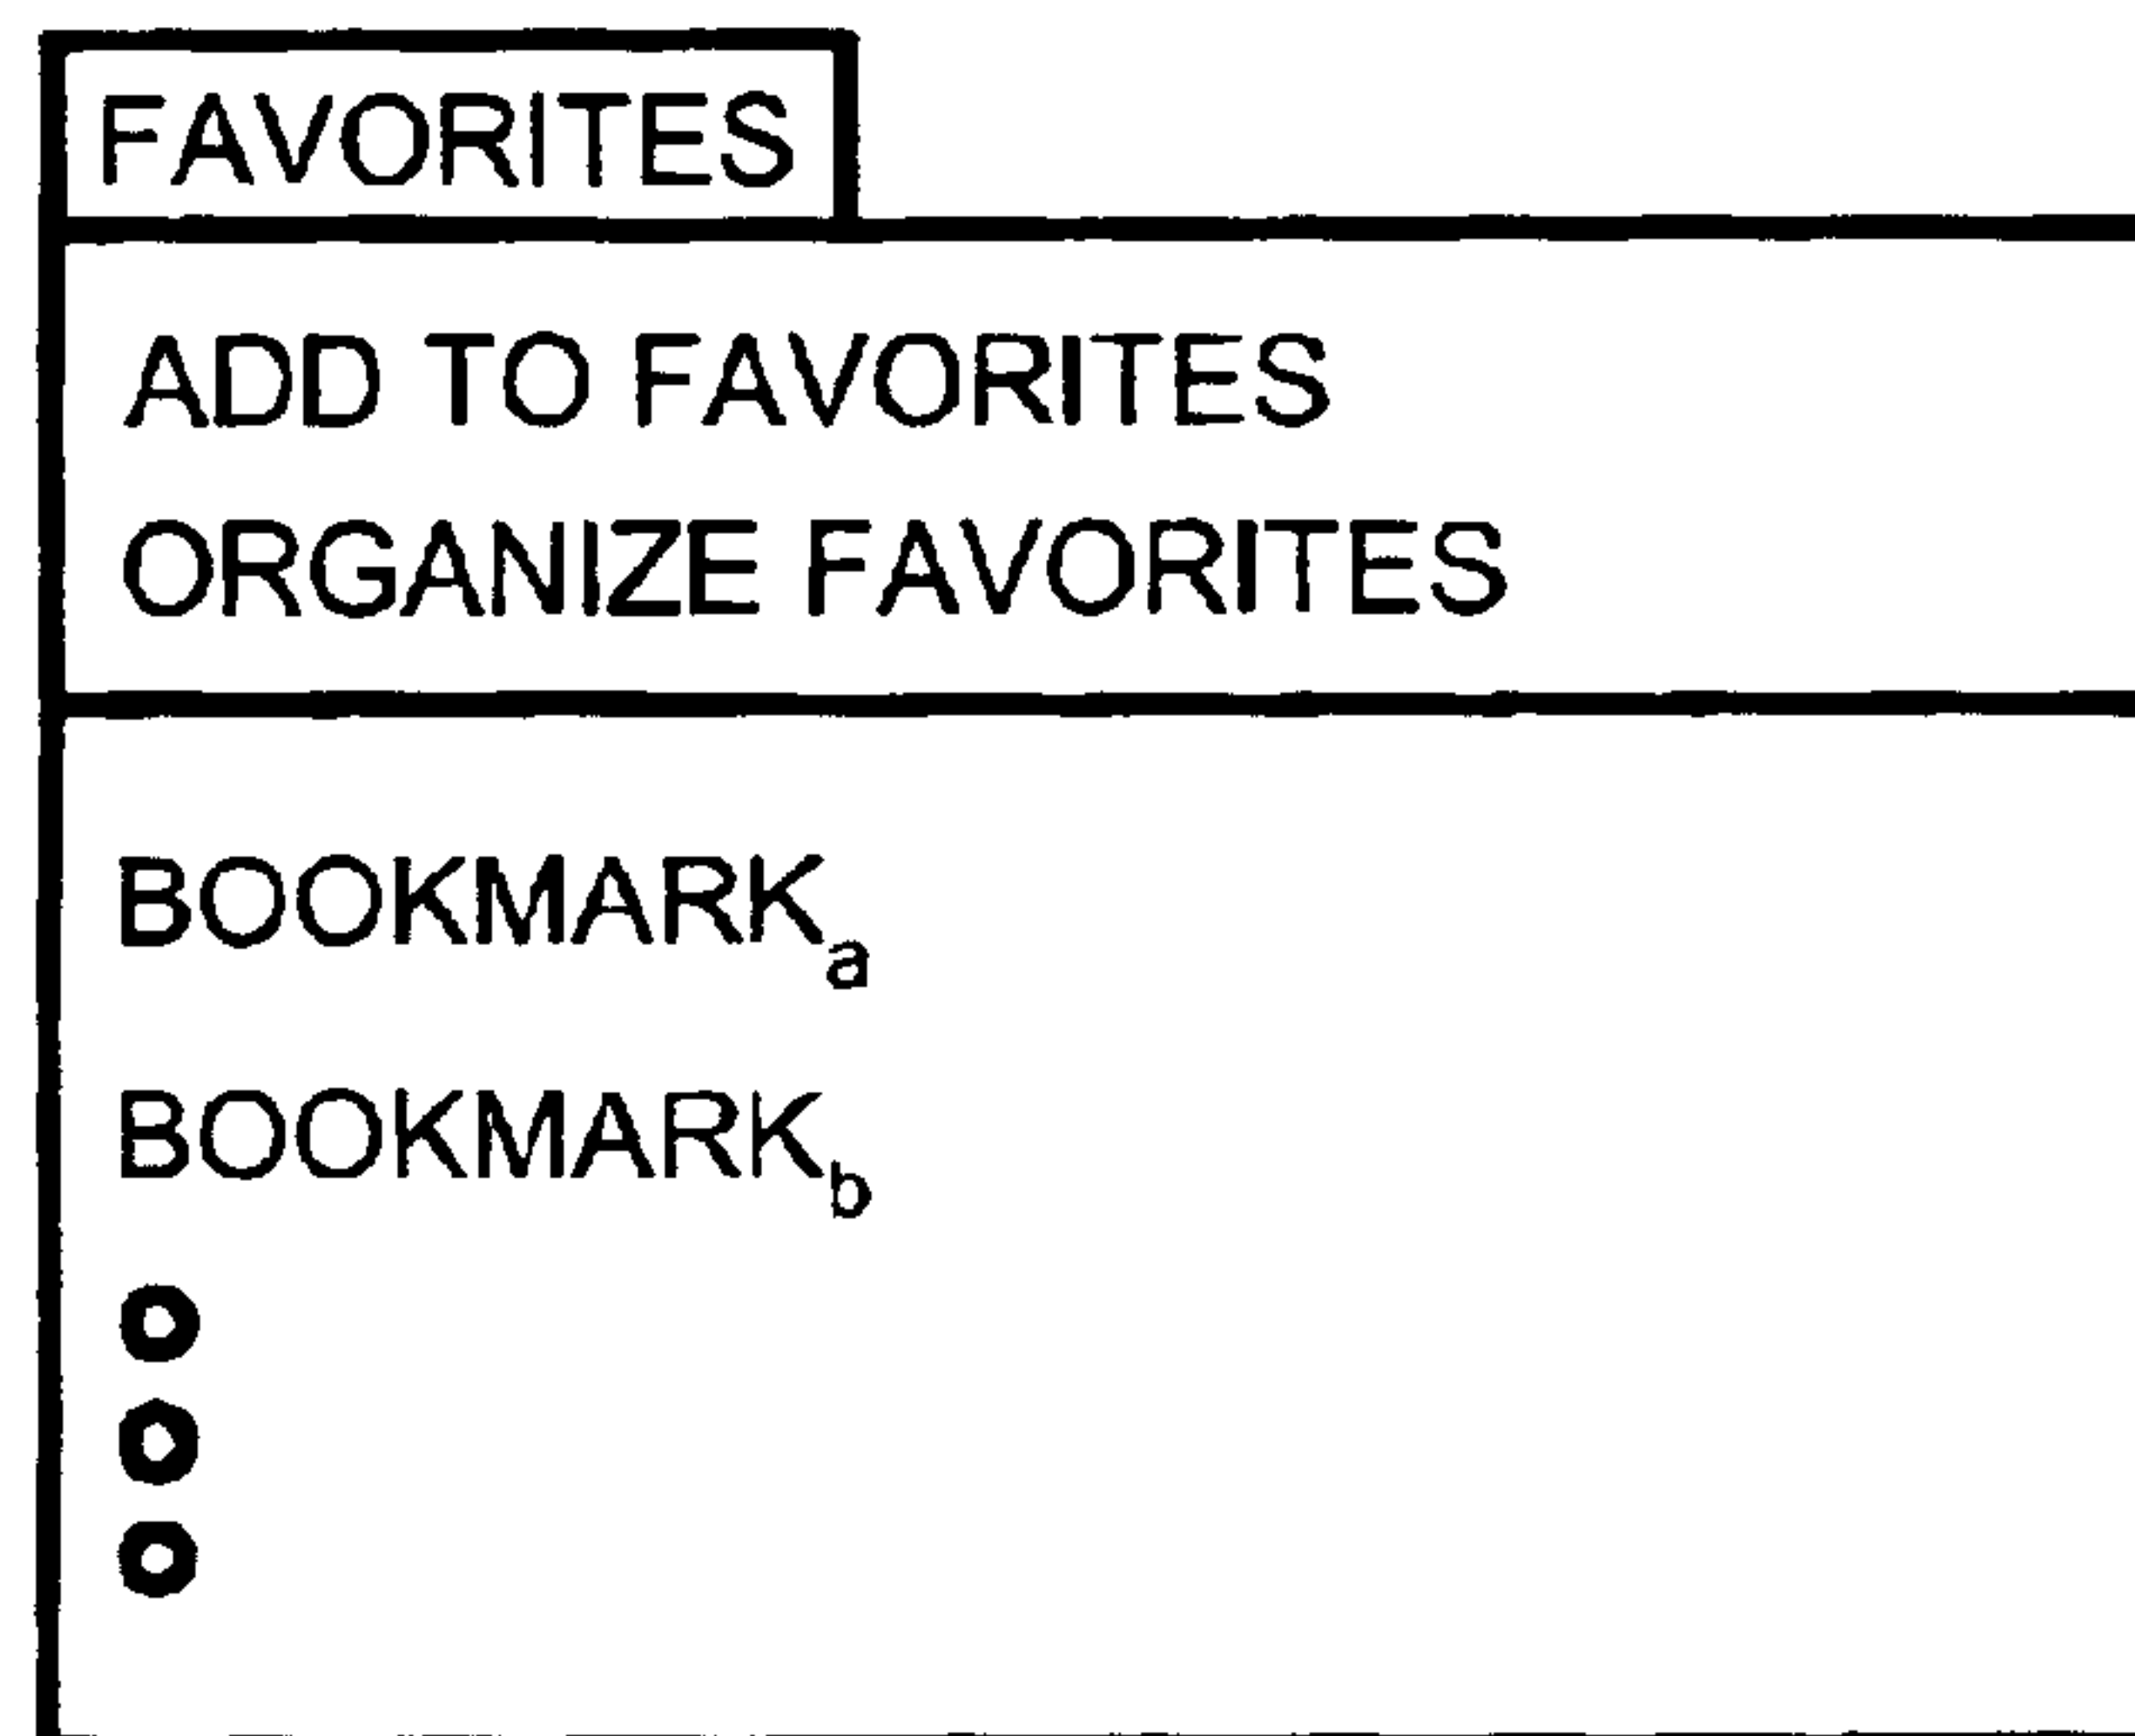 FAVORITES
ADD TO FAVORITES
ORGANIZE FAVORITES
BOOKMARKa
BOOKMARKb